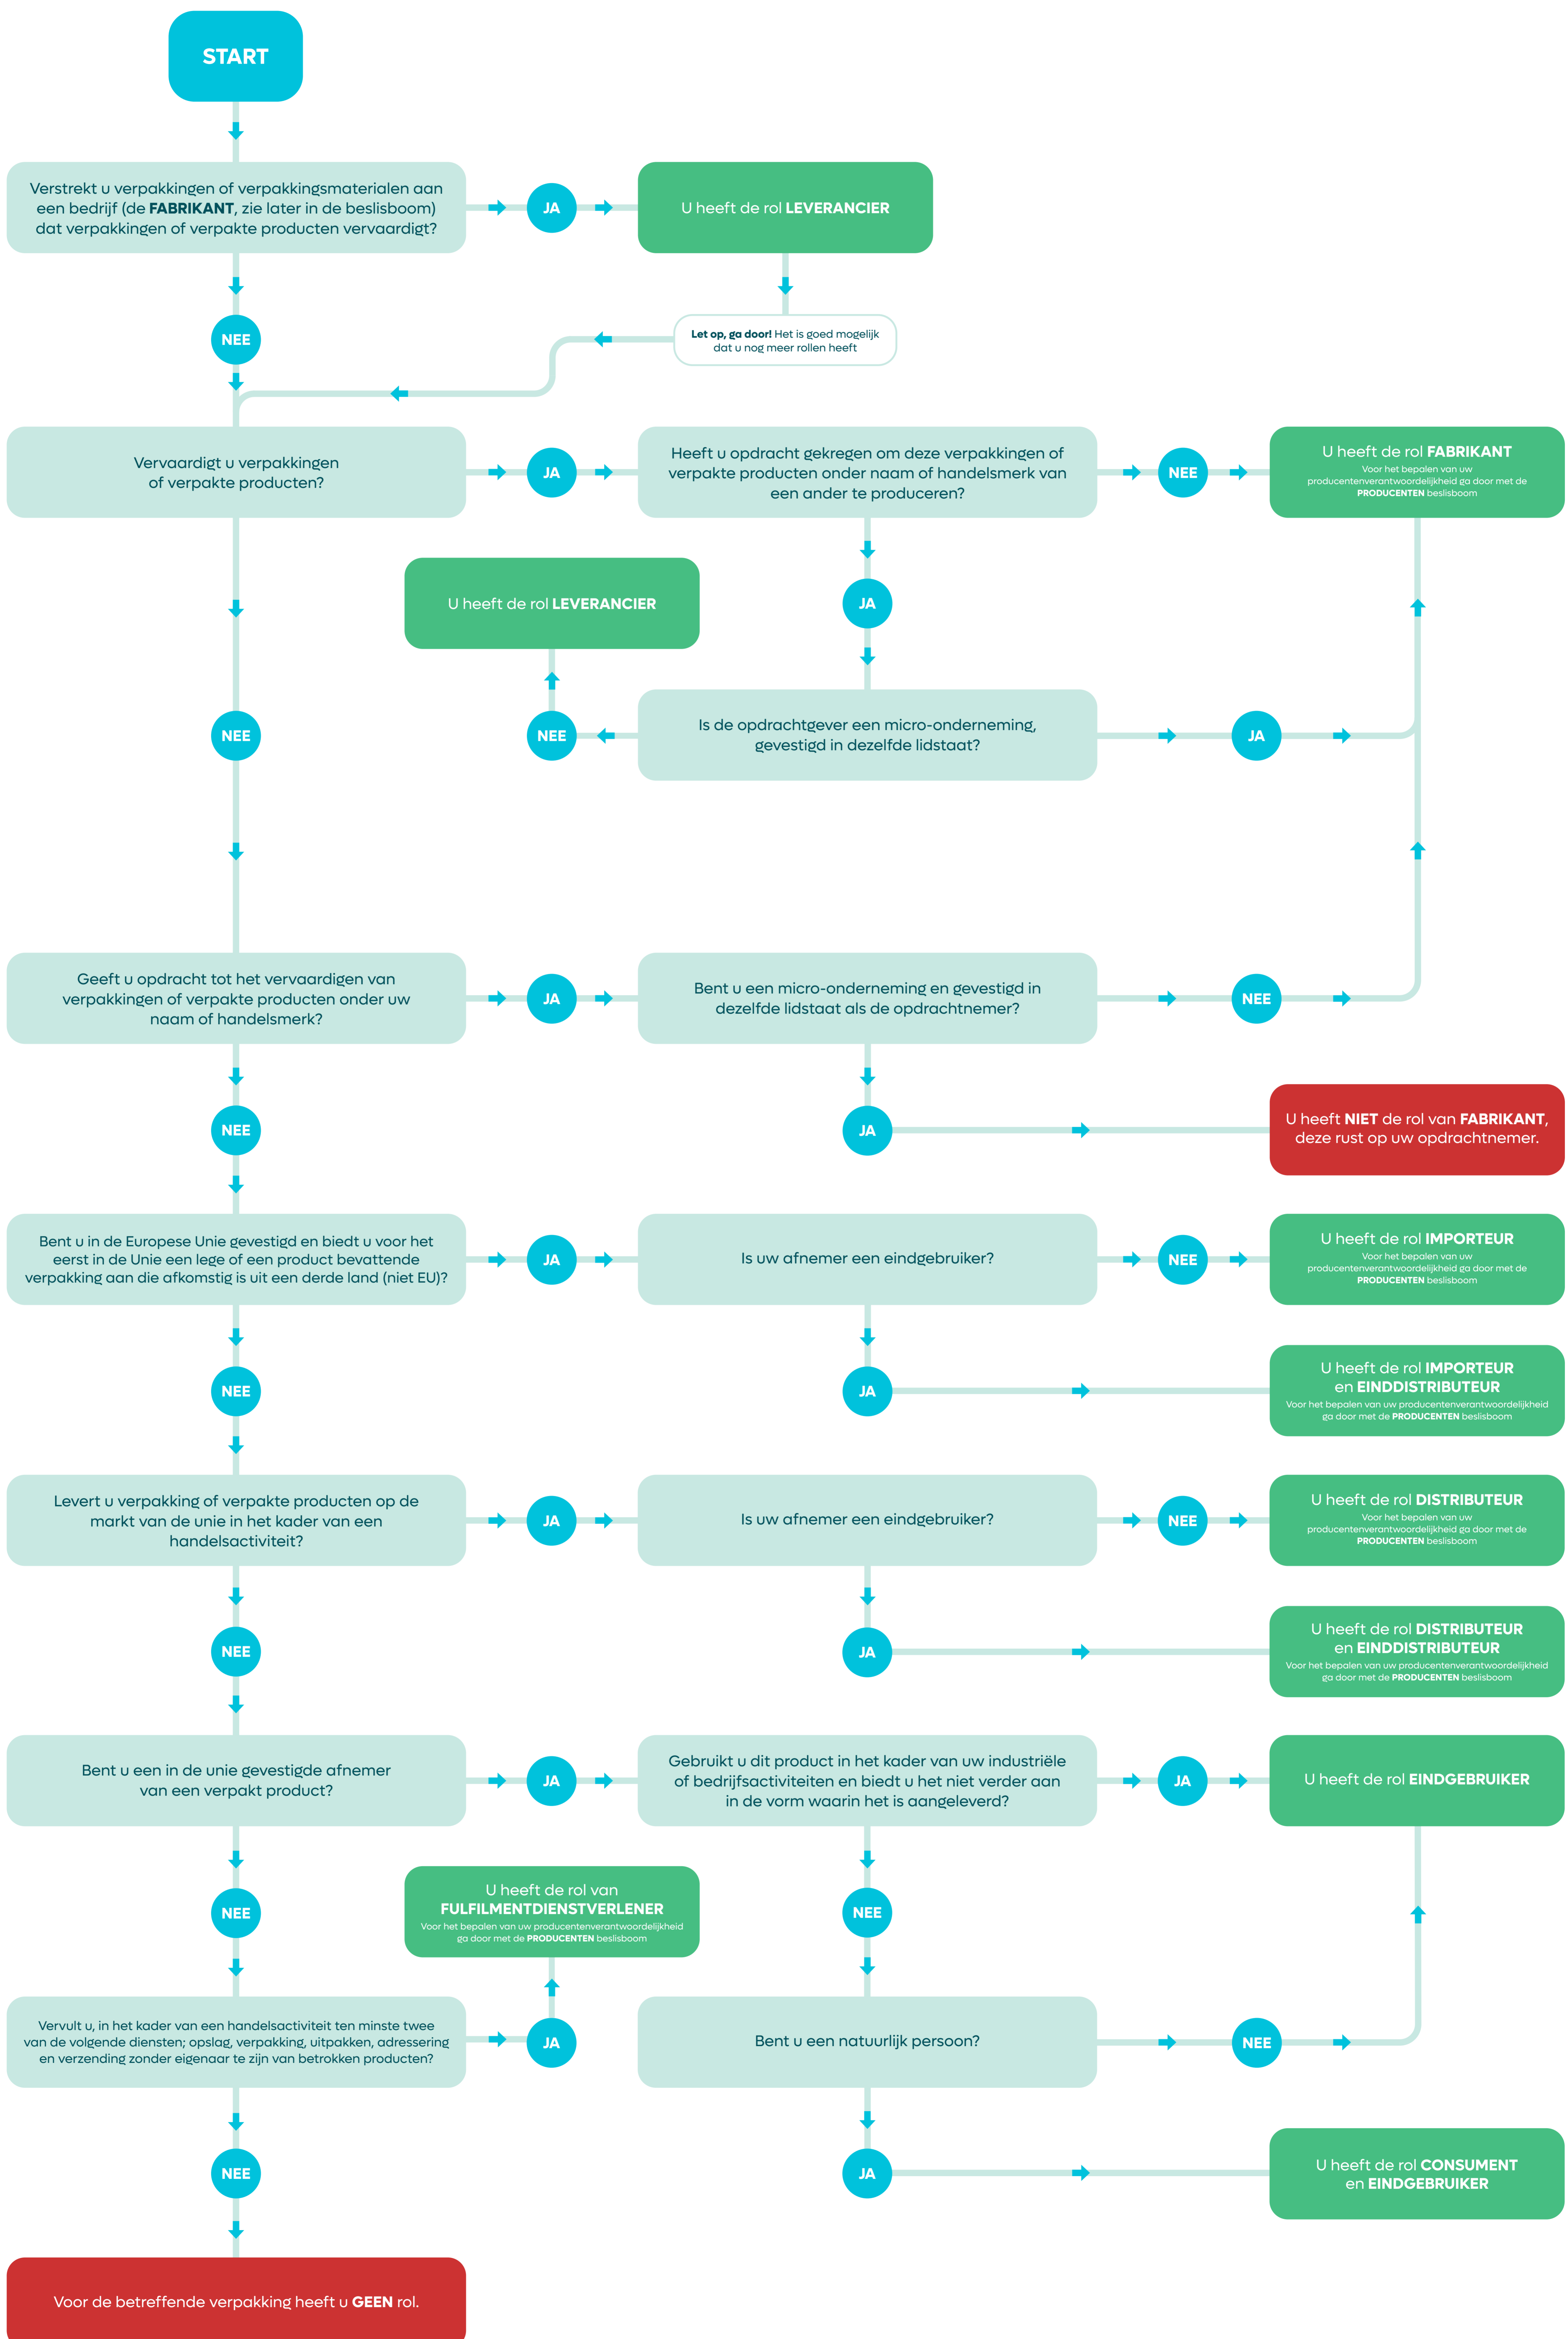 START
Verstrekt u verpakkingen of verpakkingsmaterialen aan
een bedrijf (de FABRIKANT, zie later in de beslisboom)
dat verpakkingen of verpakte producten vervaardigt?
JA
U heeft de rol LEVERANCIER
NEE
Let op, ga door! Het is goed mogelijk
dat u nog meer rollen heeft
Vervaardigt u verpakkingen
of verpakte producten?
JA
Heeft u opdracht gekregen om deze verpakkingen of
verpakte producten onder naam of handelsmerk van
een ander te produceren?
NEE
U heeft de rol FABRIKANT
Voor het bepalen van uw
producentenverantwoordelijkheid ga door met de
PRODUCENTEN beslisboom
U heeft de rol LEVERANCIER
JA
NEE
NEE
Is de opdrachtgever een micro-onderneming,
gevestigd in dezelfde lidstaat?
JA
Geeft u opdracht tot het vervaardigen van
verpakkingen of verpakte producten onder uw
naam of handelsmerk?
JA
Bent u een micro-onderneming en gevestigd in
dezelfde lidstaat als de opdrachtnemer?
NEE
NEE
JA
U heeft NIET de rol van FABRIKANT,
deze rust op uw opdrachtnemer.
Bent u in de Europese Unie gevestigd en biedt u voor het
eerst in de Unie een lege of een product bevattende
verpakking aan die afkomstig is uit een derde land (niet EU)?
JA
Is uw afnemer een eindgebruiker?
NEE
U heeft de rol IMPORTEUR
Voor het bepalen van uw
producentenverantwoordelijkheid ga door met de
PRODUCENTEN beslisboom
NEE
JA
U heeft de rol IMPORTEUR
en EINDDISTRIBUTEUR
Voor het bepalen van uw producentenverantwoordelijkheid
ga door met de PRODUCENTEN beslisboom
Levert u verpakking of verpakte producten op de
markt van de unie in het kader van een
handelsactiviteit?
JA
Is uw afnemer een eindgebruiker?
NEE
U heeft de rol DISTRIBUTEUR
Voor het bepalen van uw
producentenverantwoordelijkheid ga door met de
PRODUCENTEN beslisboom
NEE
JA
U heeft de rol DISTRIBUTEUR
en EINDDISTRIBUTEUR
Voor het bepalen van uw producentenverantwoordelijkheid
ga door met de PRODUCENTEN beslisboom
Bent u een in de unie gevestigde afnemer
van een verpakt product?
JA
Gebruikt u dit product in het kader van uw industriële
of bedrijfsactiviteiten en biedt u het niet verder aan
in de vorm waarin het is aangeleverd?
JA
U heeft de rol EINDGEBRUIKER
NEE
U heeft de rol van
FULFILMENTDIENSTVERLENER
Voor het bepalen van uw producentenverantwoordelijkheid
ga door met de PRODUCENTEN beslisboom
NEE
Vervult u, in het kader van een handelsactiviteit ten minste twee
van de volgende diensten; opslag, verpakking, uitpakken, adressering
en verzending zonder eigenaar te zijn van betrokken producten?
JA
Bent u een natuurlijk persoon?
NEE
NEE
JA
U heeft de rol CONSUMENT
en EINDGEBRUIKER
Voor de betreffende verpakking heeft u GEEN rol.